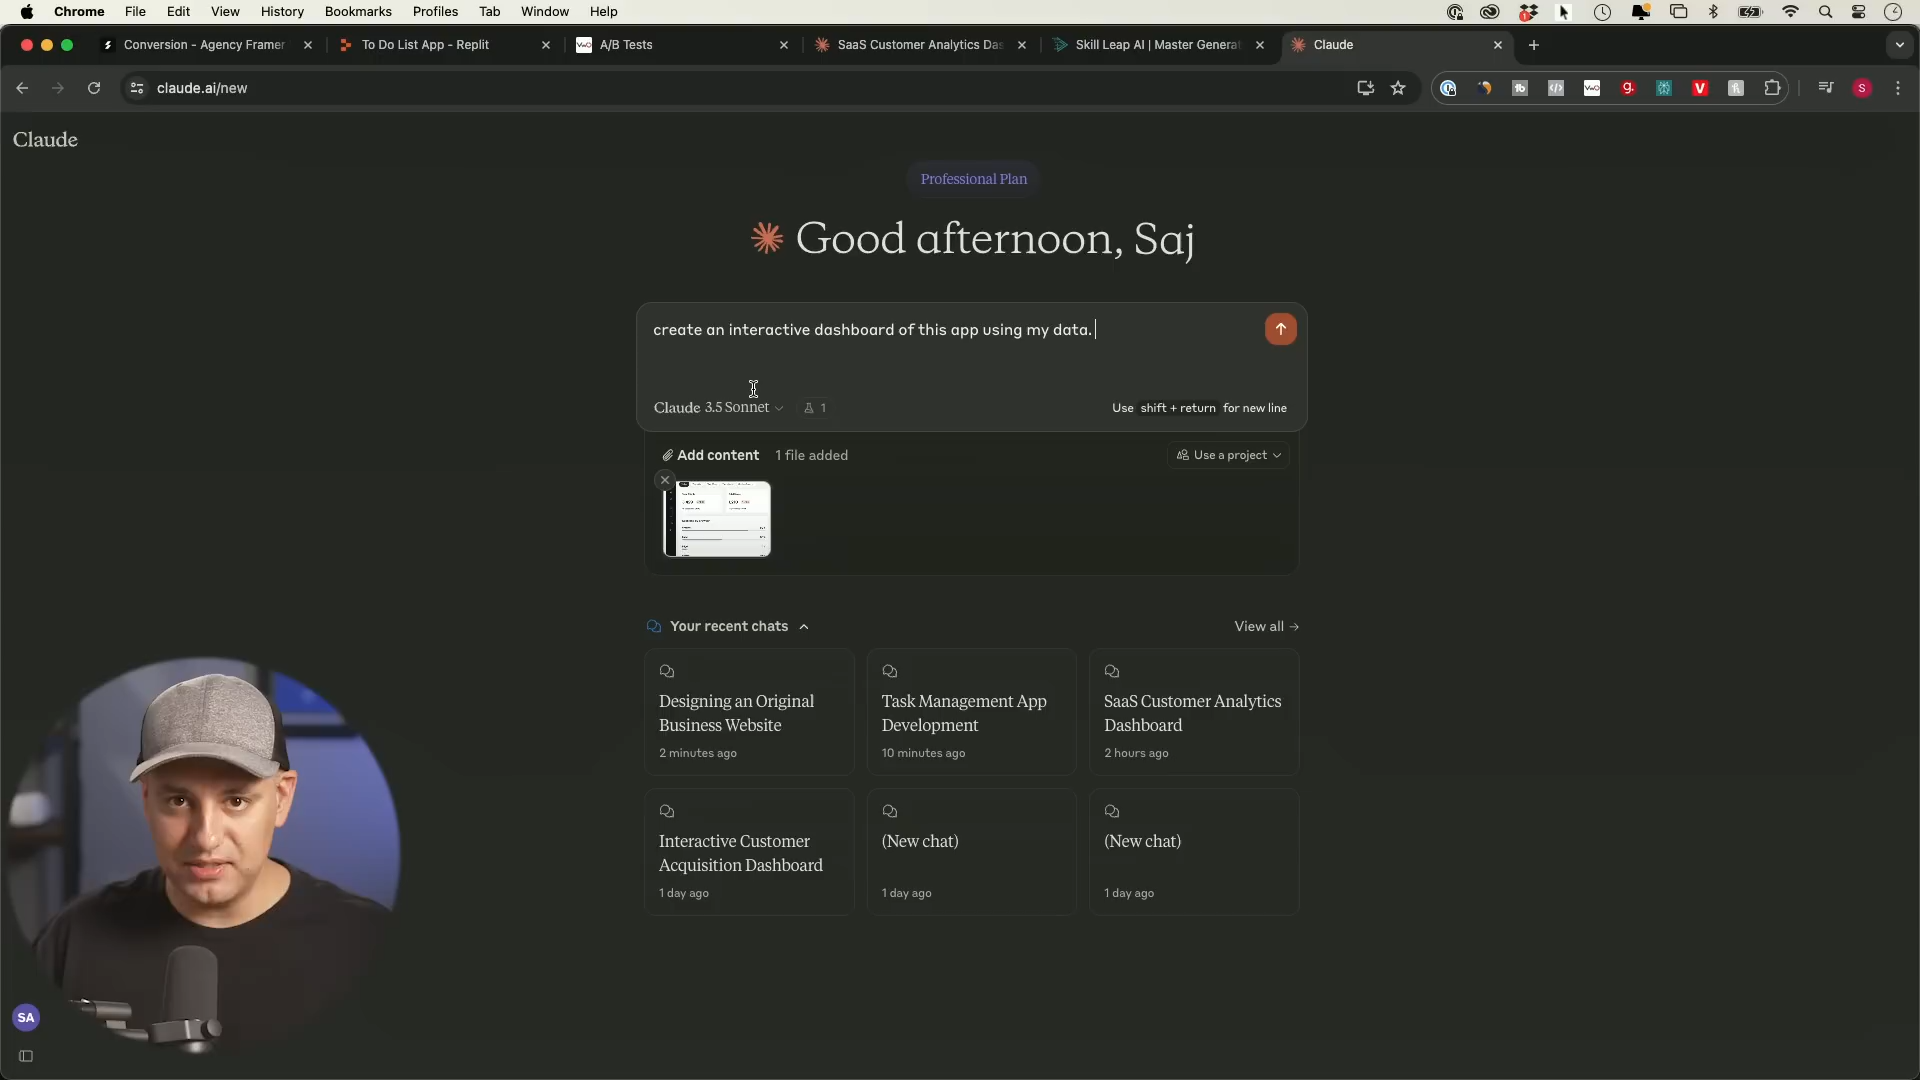 Chrome File Edit View History Bookmarks Profiles Tab Window Help
Conversion - Agency Framer
To Do List App - Replit
A/B Tests
SaaS Customer Analytics Das
Skill Leap AI | Master Generat
Claude
claude.ai/new
Claude
Professional Plan
Good afternoon, Saj
create an interactive dashboard of this app using my data.
Claude 3.5 Sonnet 1
Use shift + return for new line
Add content 1 file added
Use a project
Your recent chats
View all →
Designing an Original
Business Website
2 minutes ago
Task Management App
Development
10 minutes ago
SaaS Customer Analytics
Dashboard
2 hours ago
Interactive Customer
Acquisition Dashboard
1 day ago
(New chat)
1 day ago
(New chat)
1 day ago
SA